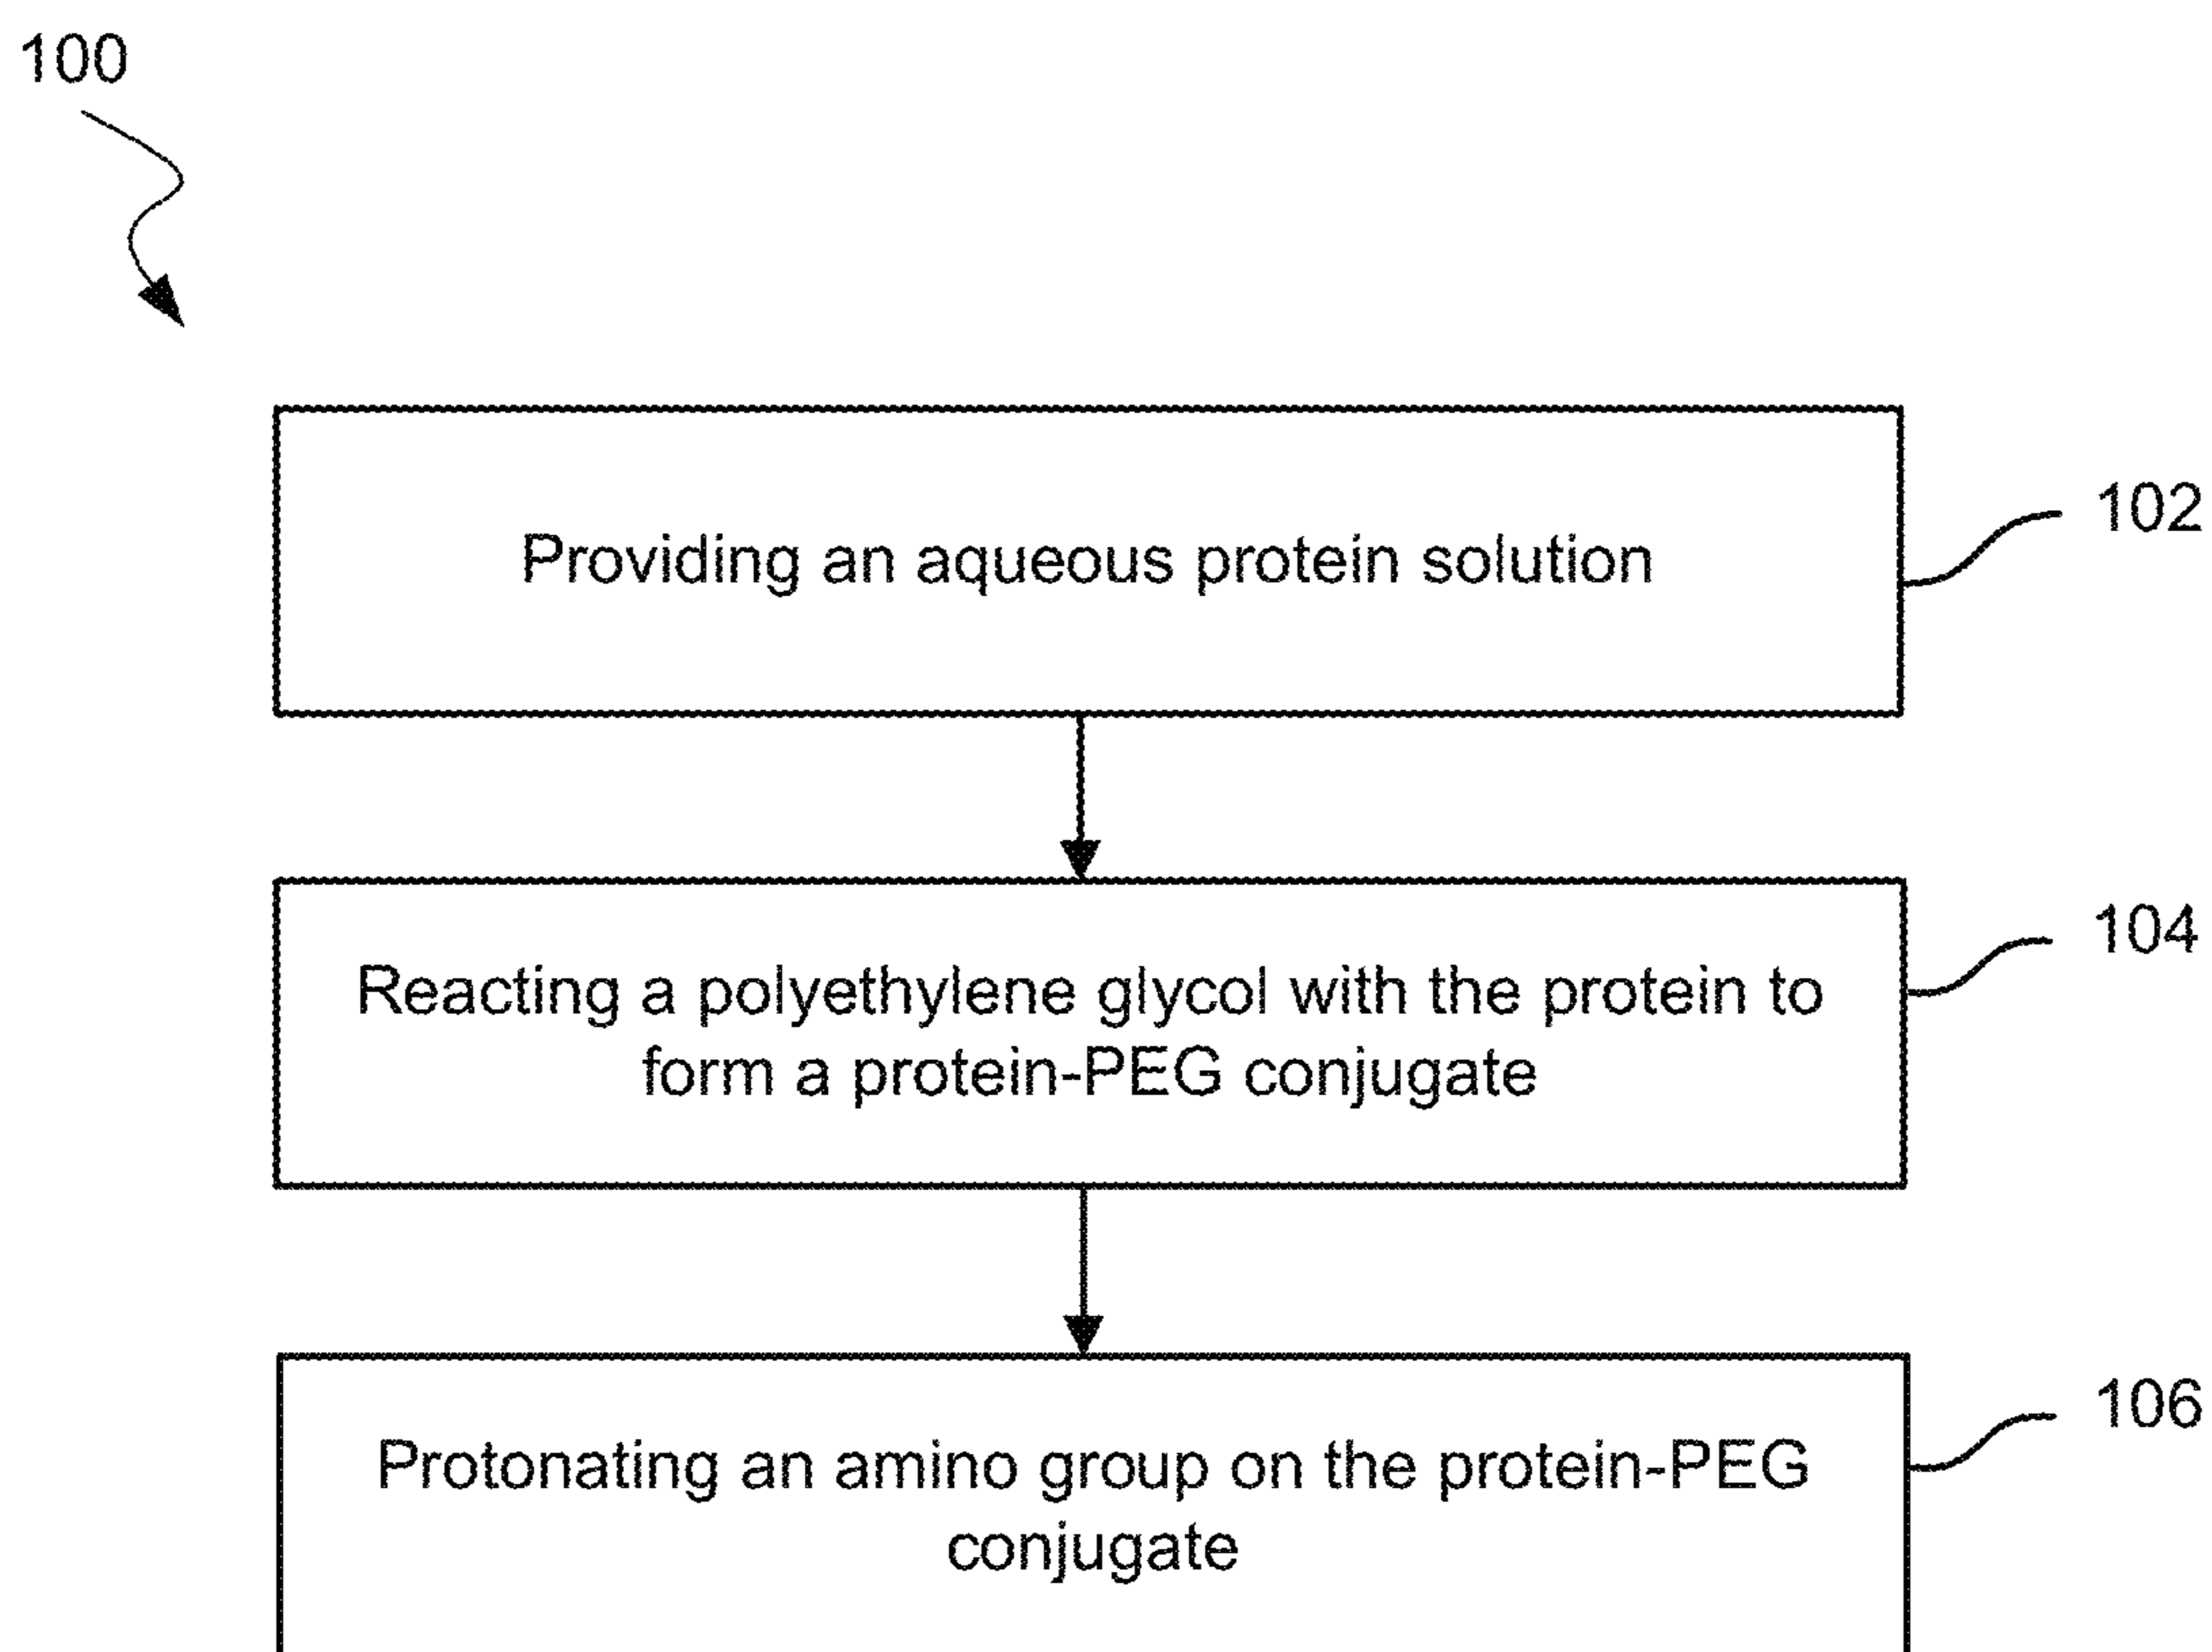 100
Providing an aqueous protein solution
102
Reacting a polyethylene glycol with the protein to
form a protein-PEG conjugate
104
Protonating an amino group on the protein-PEG
conjugate
106